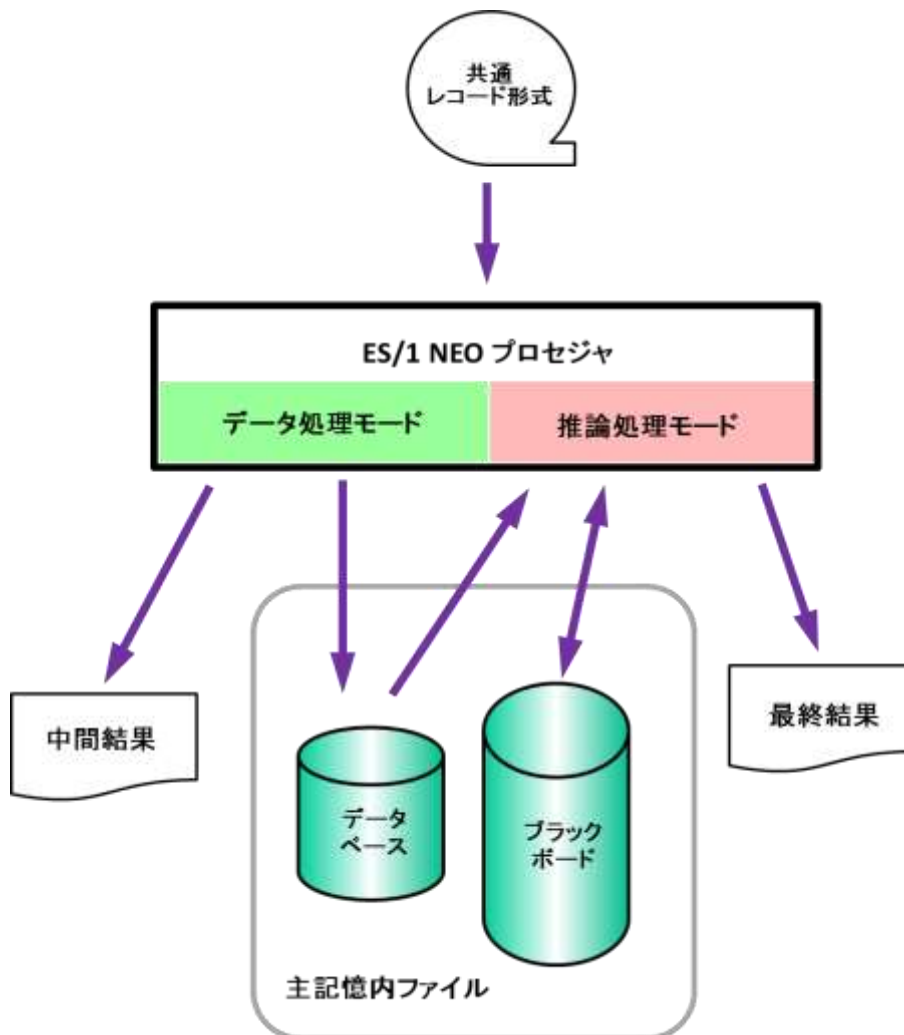 共通
レコード形式
ES/1 NEO プロセジャ
データ処理モード
推論処理モード
中間結果
最終結果
データ
ベース
ブラック
ボード
主記憶内ファイル